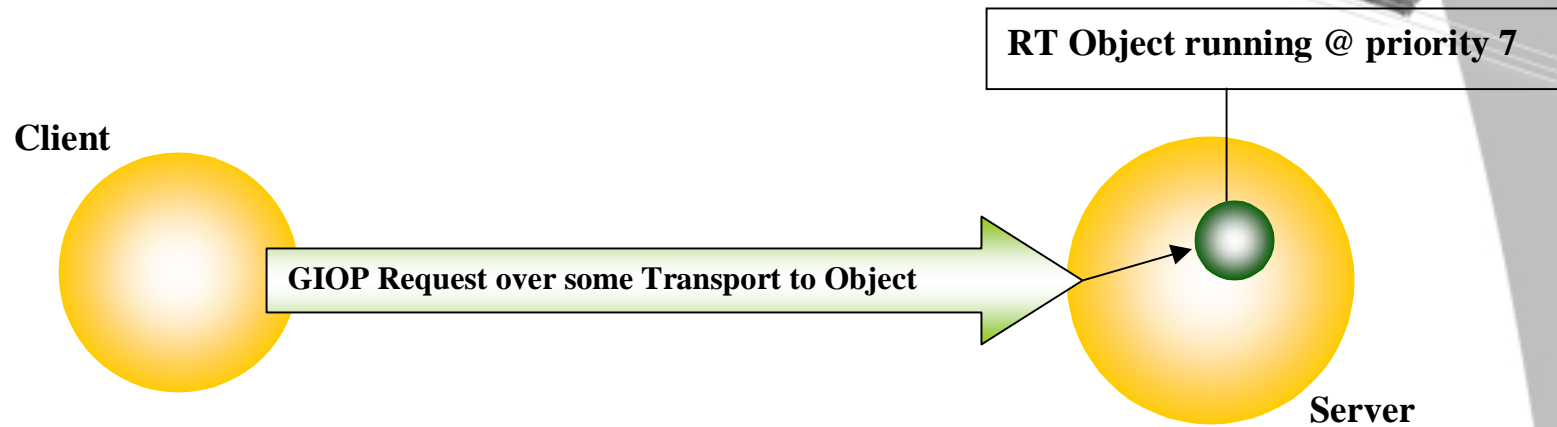 RT Object running @ priority 7
Client
GIOP Request over some Transport to Object
Server